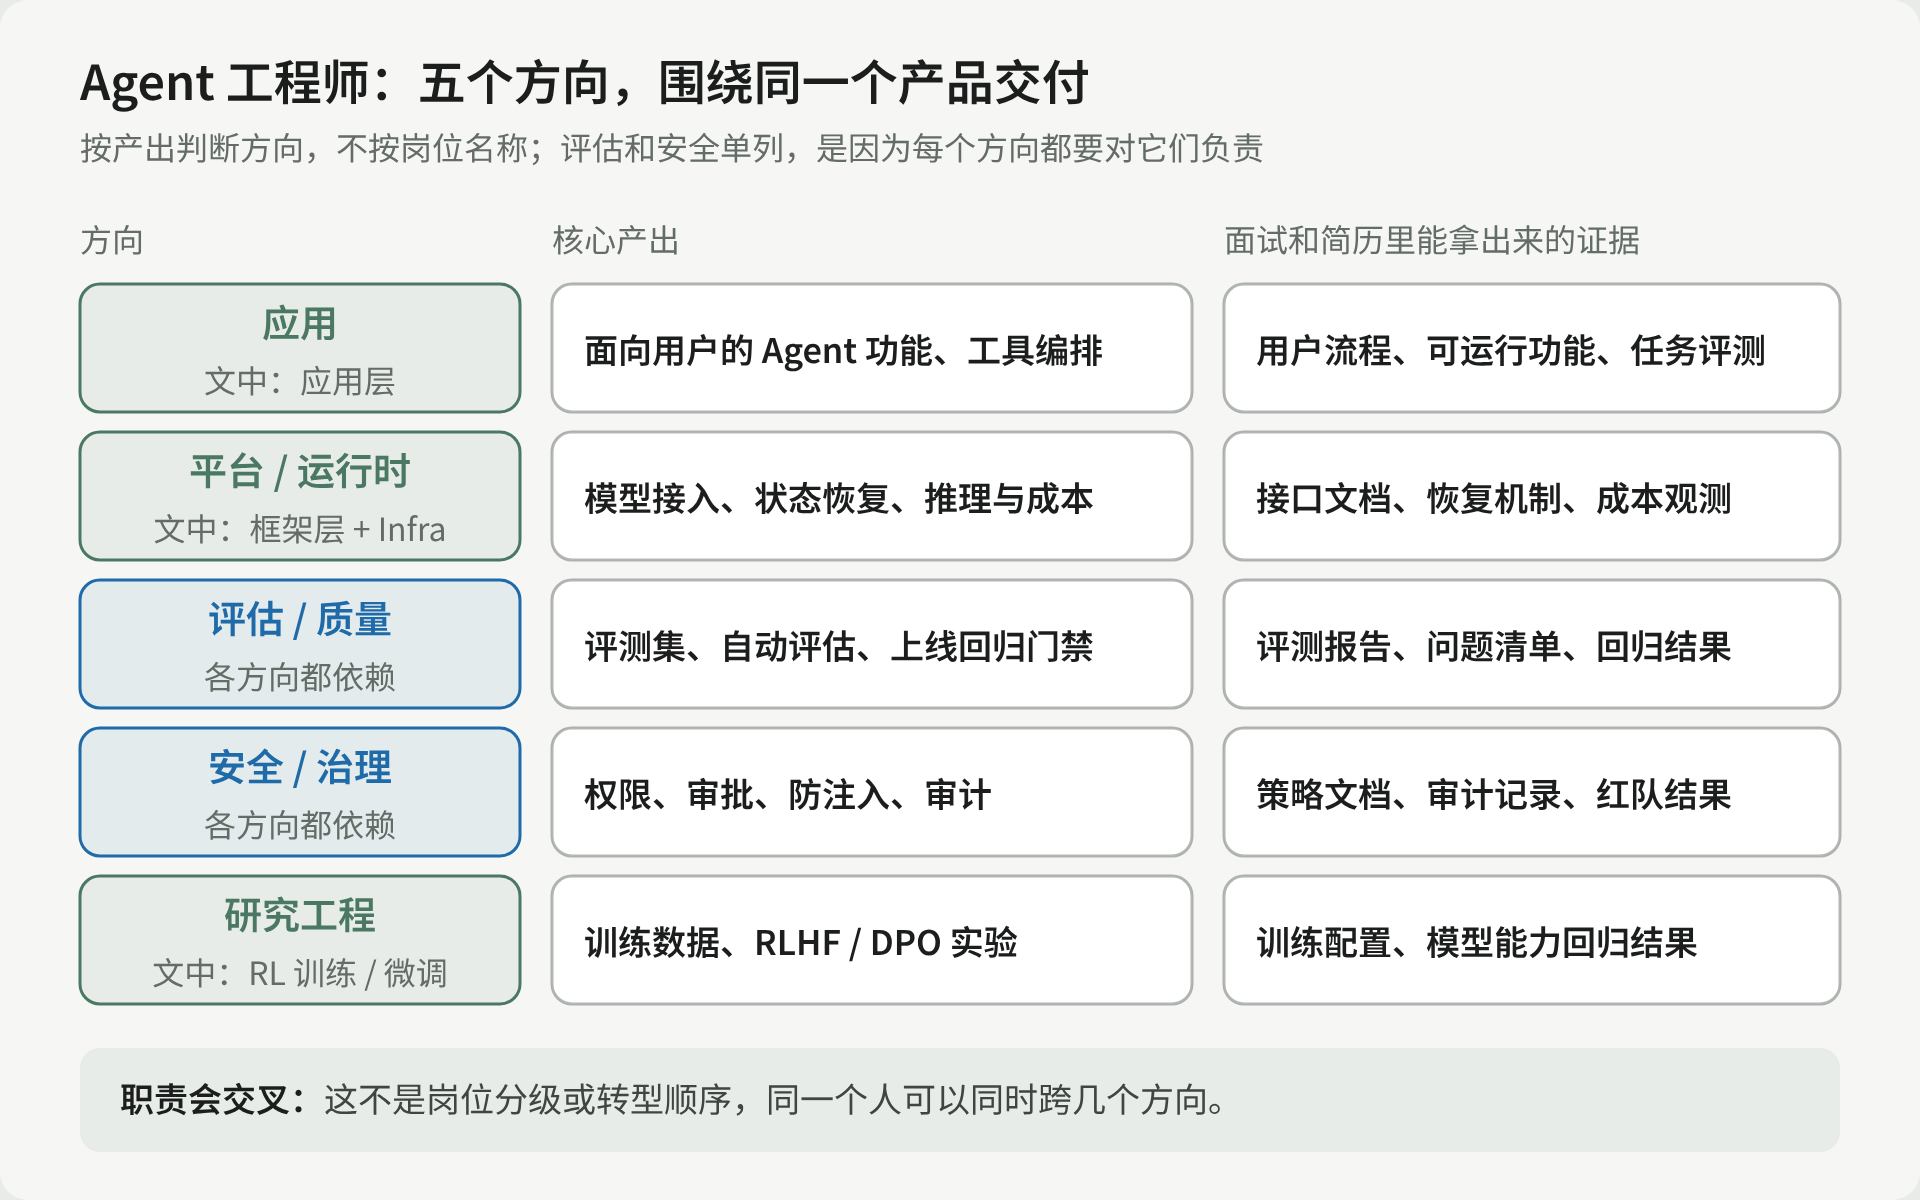 Agent 工程师：五个方向，围绕同一个产品交付
按产出判断方向，不按岗位名称；评估和安全单列，是因为每个方向都要对它们负责
方向
核心产出
面试和简历里能拿出来的证据
应用
文中：应用层
面向用户的 Agent 功能、工具编排
用户流程、可运行功能、任务评测
平台 / 运行时
文中：框架层 + Infra
模型接入、状态恢复、推理与成本
接口文档、恢复机制、成本观测
评估 / 质量
各方向都依赖
评测集、自动评估、上线回归门禁
评测报告、问题清单、回归结果
安全 / 治理
各方向都依赖
权限、审批、防注入、审计
策略文档、审计记录、红队结果
研究工程
文中：RL 训练 / 微调
训练数据、RLHF / DPO 实验
训练配置、模型能力回归结果
职责会交叉：这不是岗位分级或转型顺序，同一个人可以同时跨几个方向。